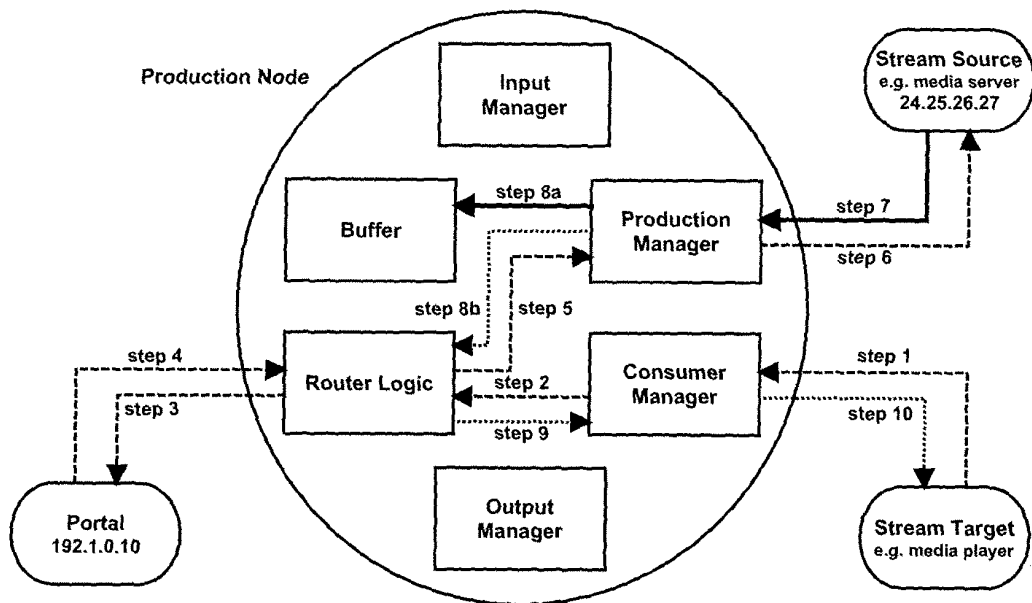 Production Node
Input
Manager
Stream Source
e.g. media server
24.25.26.27
Buffer
step 8a
Production
Manager
step 7
step 6
step 8b
step 5
step 4
step 3
Router Logic
step 2
step 9
Consumer
Manager
step 1
step 10
Portal
192.1.0.10
Output
Manager
Stream Target
e.g. media player